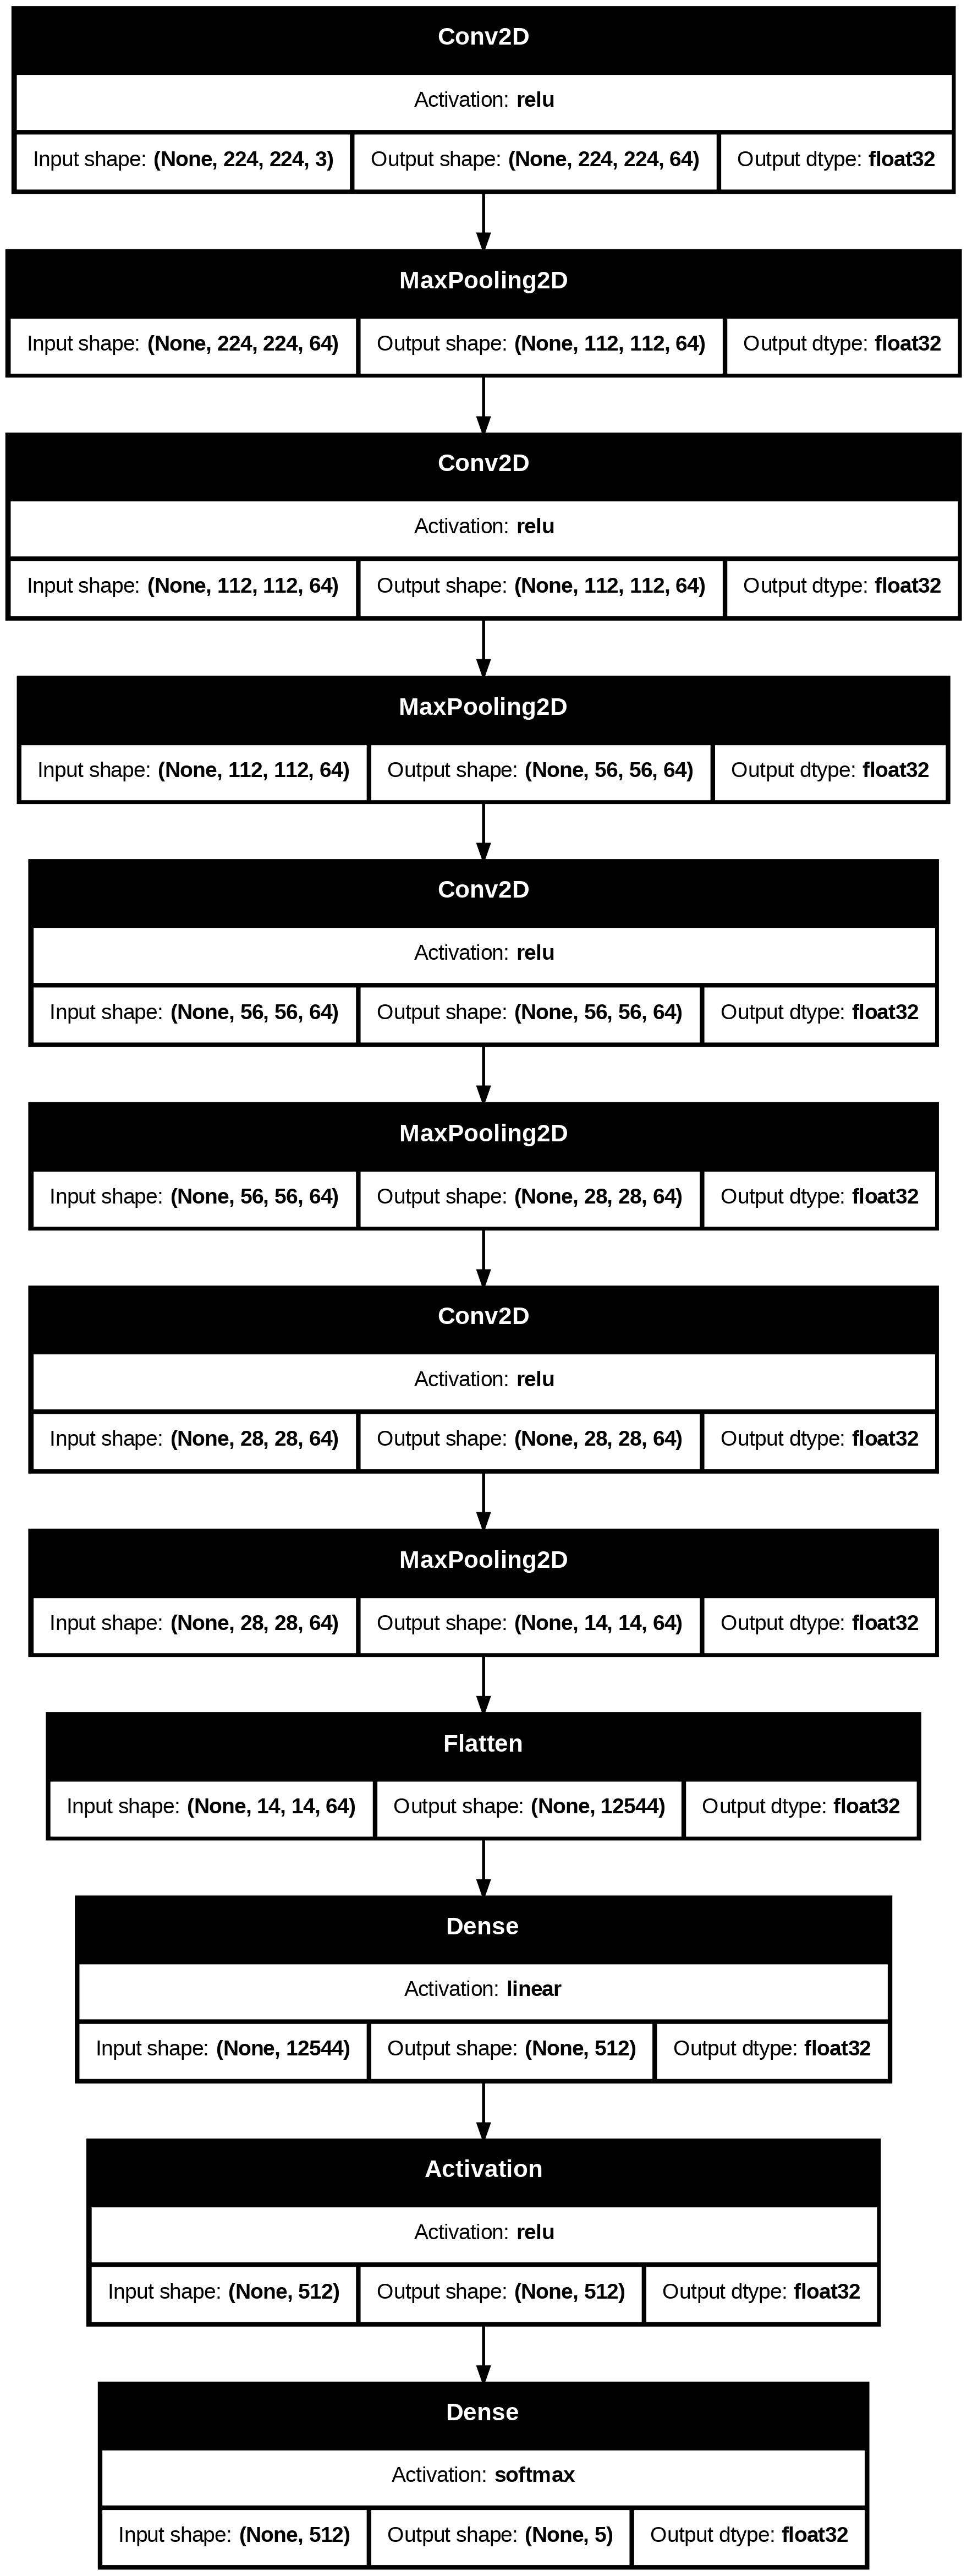 Conv2D
Activation: relu
Input shape: (None, 224, 224, 3) Output shape: (None, 224, 224, 64) Output dtype: float32
MaxPooling2D
Input shape: (None, 224, 224, 64) Output shape: (None, 112, 112, 64) Output dtype: float32
Conv2D
Activation: relu
Input shape: (None, 112, 112, 64) Output shape: (None, 112, 112, 64) Output dtype: float32
MaxPooling2D
Input shape: (None, 112, 112, 64) Output shape: (None, 56, 56, 64) Output dtype: float32
Conv2D
Activation: relu
Input shape: (None, 56, 56, 64) Output shape: (None, 56, 56, 64) Output dtype: float32
MaxPooling2D
Input shape: (None, 56, 56, 64) Output shape: (None, 28, 28, 64) Output dtype: float32
Conv2D
Activation: relu
Input shape: (None, 28, 28, 64) Output shape: (None, 28, 28, 64) Output dtype: float32
MaxPooling2D
Input shape: (None, 28, 28, 64) Output shape: (None, 14, 14, 64) Output dtype: float32
Flatten
Input shape: (None, 14, 14, 64) Output shape: (None, 12544) Output dtype: float32
Dense
Activation: linear
Input shape: (None, 12544) Output shape: (None, 512) Output dtype: float32
Activation
Activation: relu
Input shape: (None, 512) Output shape: (None, 512) Output dtype: float32
Dense
Activation: softmax
Input shape: (None, 512) Output shape: (None, 5) Output dtype: float32